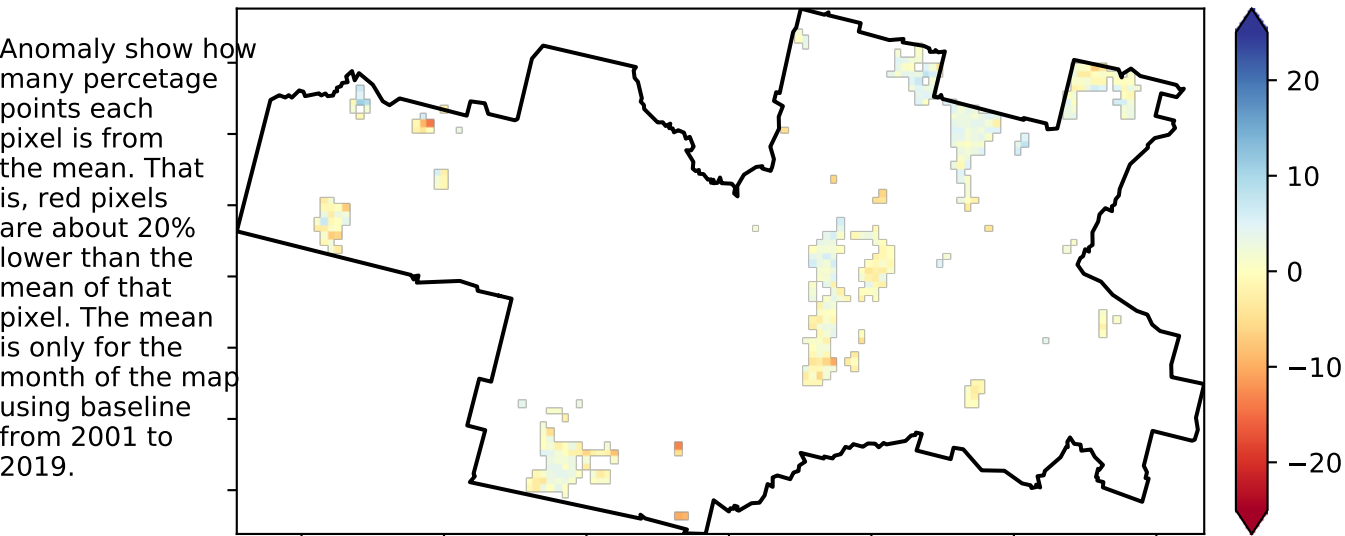 Anomaly show how
many percetage
points each
pixel is from
the mean. That
is, red pixels
are about 20%
lower than the
mean of that
pixel. The mean
is only for the
month of the map
using baseline
from 2001 to
2019.
20
10
0
−10
−20